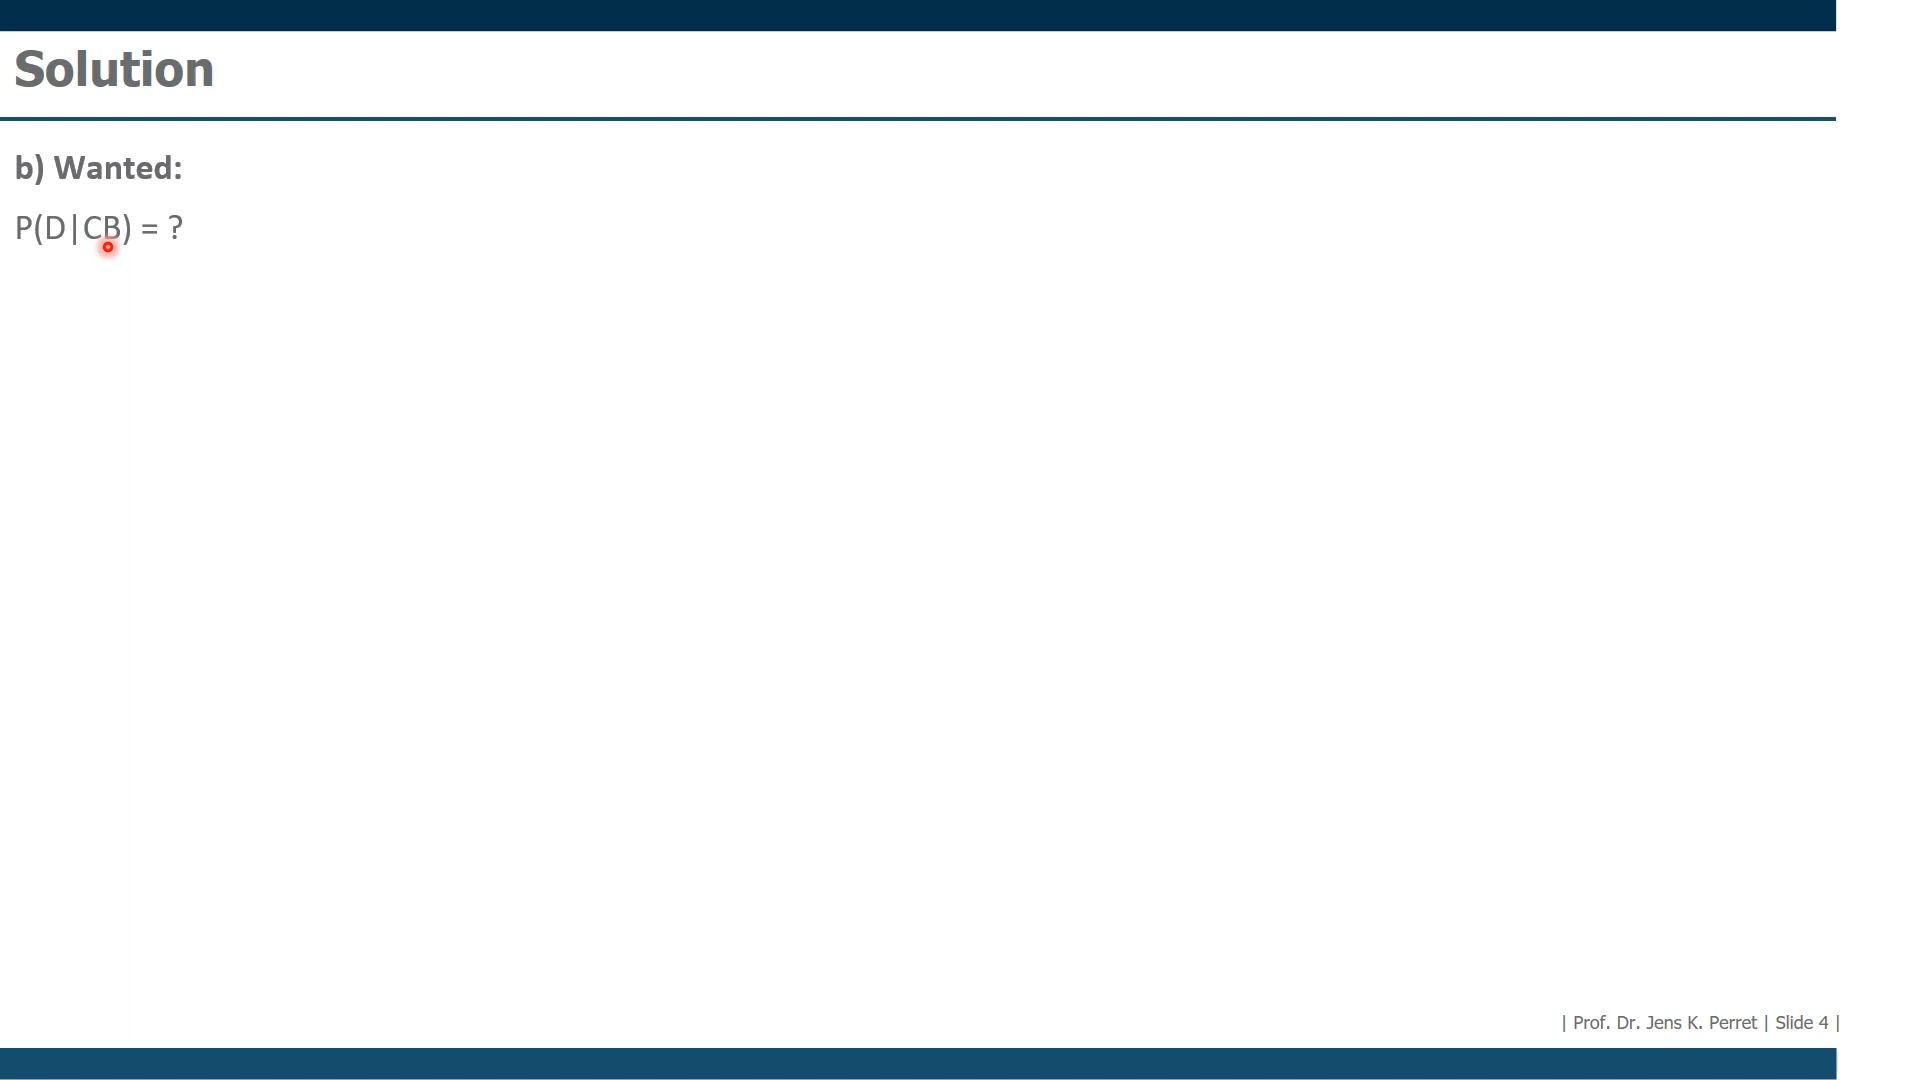 Solution
b) Wanted:
P(D|CB) = ?
| Prof. Dr. Jens K. Perret | Slide 4 |